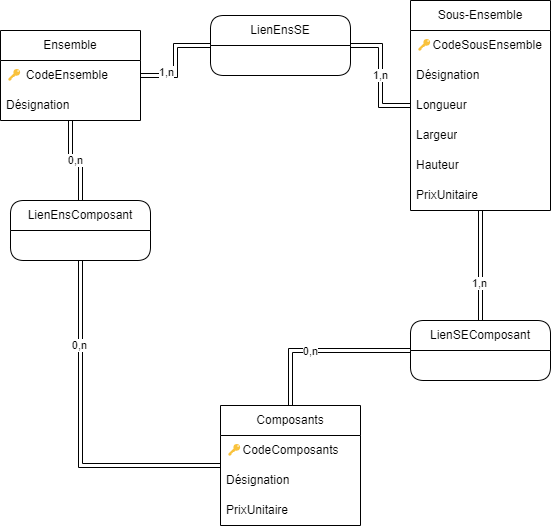 Ensemble
CodeEnsemble
Désignation
LienEnsSE
1,n
1,n
Sous-Ensemble
CodeSousEnsemble
Désignation
Longueur
Largeur
Hauteur
PrixUnitaire
0,n
LienEnsComposant
1,n
LienSEComposant
0,n
0,n
Composants
CodeComposants
Désignation
PrixUnitaire